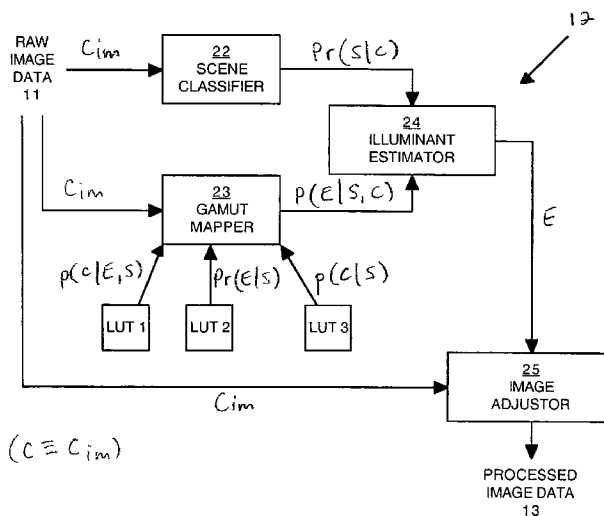 12
RAW
IMAGE
DATA
11
Cim
22
SCENE
CLASSIFIER
Pr(S|C)
24
ILLUMINANT
ESTIMATOR
Cim
23
GAMUT
MAPPER
p(E|S,C)
E
p(C|E,S)
Pr(E|S)
p(C|S)
LUT 1
LUT 2
LUT 3
Cim
25
IMAGE
ADJUSTOR
(C ≡ Cim)
PROCESSED
IMAGE DATA
13